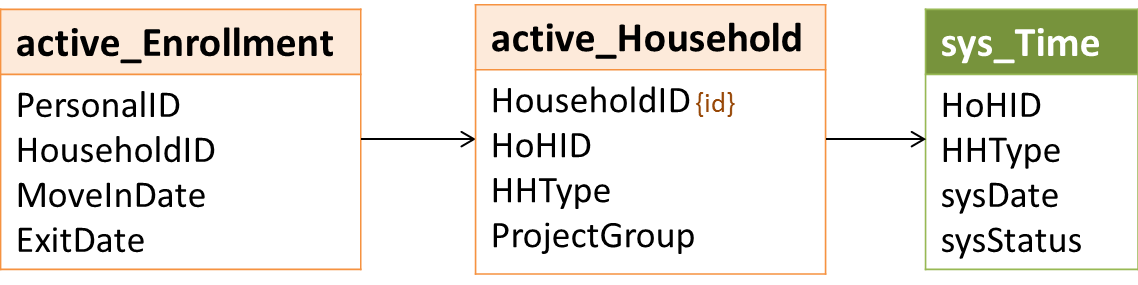 active_Enrollment
PersonalID
HouseholdID
MoveInDate
ExitDate
active_Household
HouseholdID {id}
HoHID
HHType
ProjectGroup
sys_Time
HoHID
HHType
sysDate
sysStatus